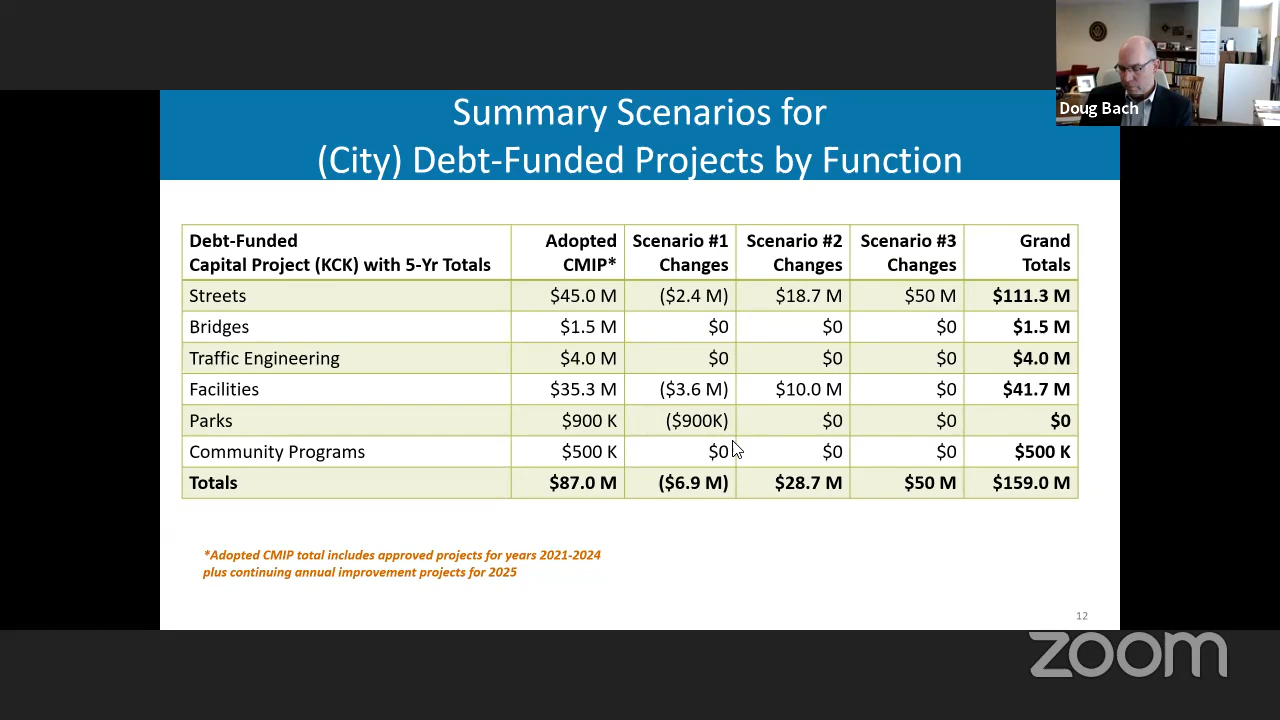 Doug Bach
Summary Scenarios for
(City) Debt-Funded Projects by Function
Debt-Funded
Capital Project (KCK) with 5-Yr Totals
Adopted
CMIP*
Scenario #1
Changes
Scenario #2
Changes
Scenario #3
Changes
Grand
Totals
Streets $45.0 M ($2.4 M) $18.7 M $50 M $111.3 M
Bridges $1.5 M $0 $0 $0 $1.5 M
Traffic Engineering $4.0 M $0 $0 $0 $4.0 M
Facilities $35.3 M ($3.6 M) $10.0 M $0 $41.7 M
Parks $900 K ($900K) $0 $0 $0
Community Programs $500 K $0 $0 $0 $500 K
Totals $87.0 M ($6.9 M) $28.7 M $50 M $159.0 M
*Adopted CMIP total includes approved projects for years 2021-2024
plus continuing annual improvement projects for 2025
12
zoom